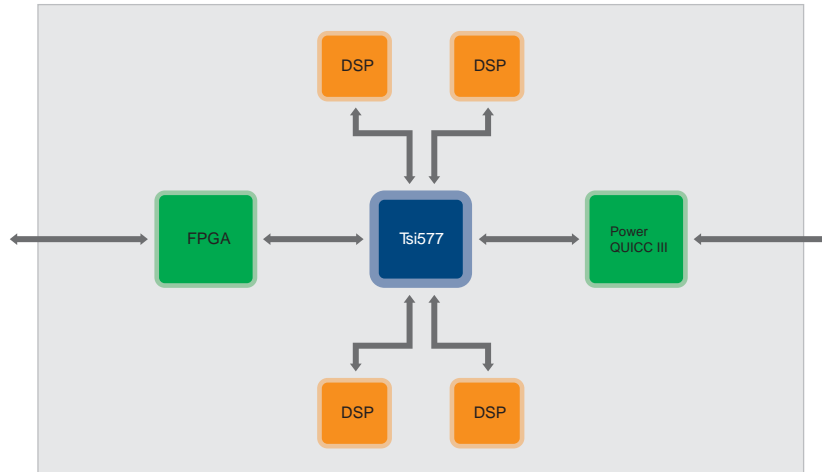 DSP
DSP
FPGA
Tsi577
Power
QUICC III
DSP
DSP